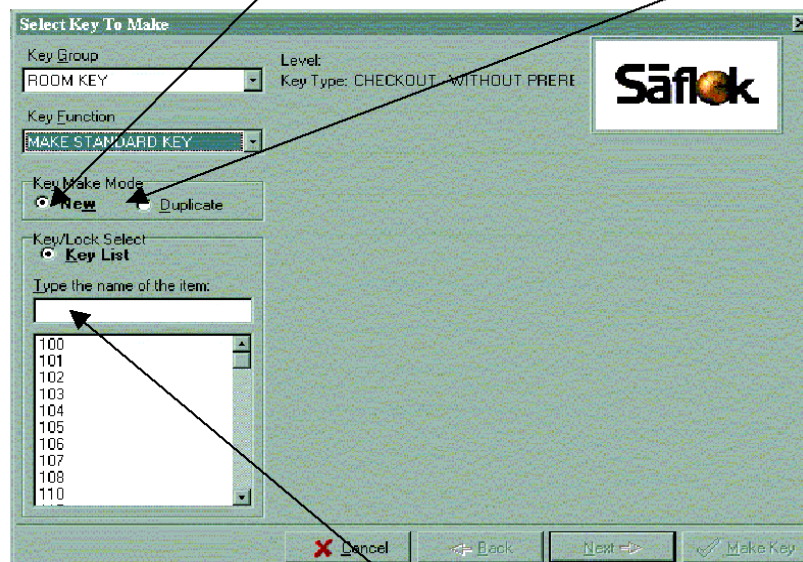 Select Key To Make
Key Group
ROOM KEY
Key Function
MAKE STANDARD KEY
Level:
Key Type: CHECKOUT - WITHOUT PRERE
Säflok
Key Make Mode
New Duplicate
Key/Lock Select
Key List
Type the name of the item:
100
101
102
103
104
105
106
107
108
110
Cancel Back Next Make Key